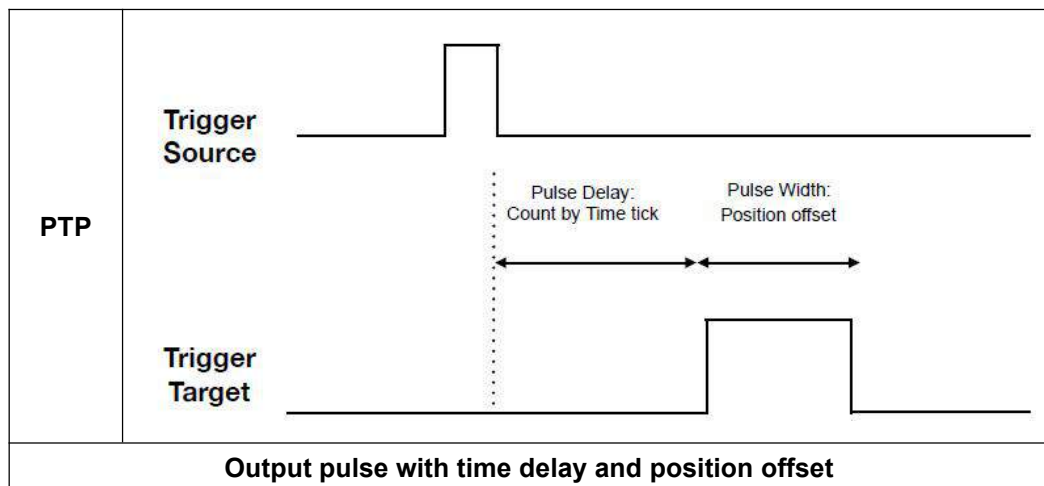 PTP
Trigger
Source
Pulse Delay:
Count by Time tick
Pulse Width:
Position offset
Trigger
Target
Output pulse with time delay and position offset